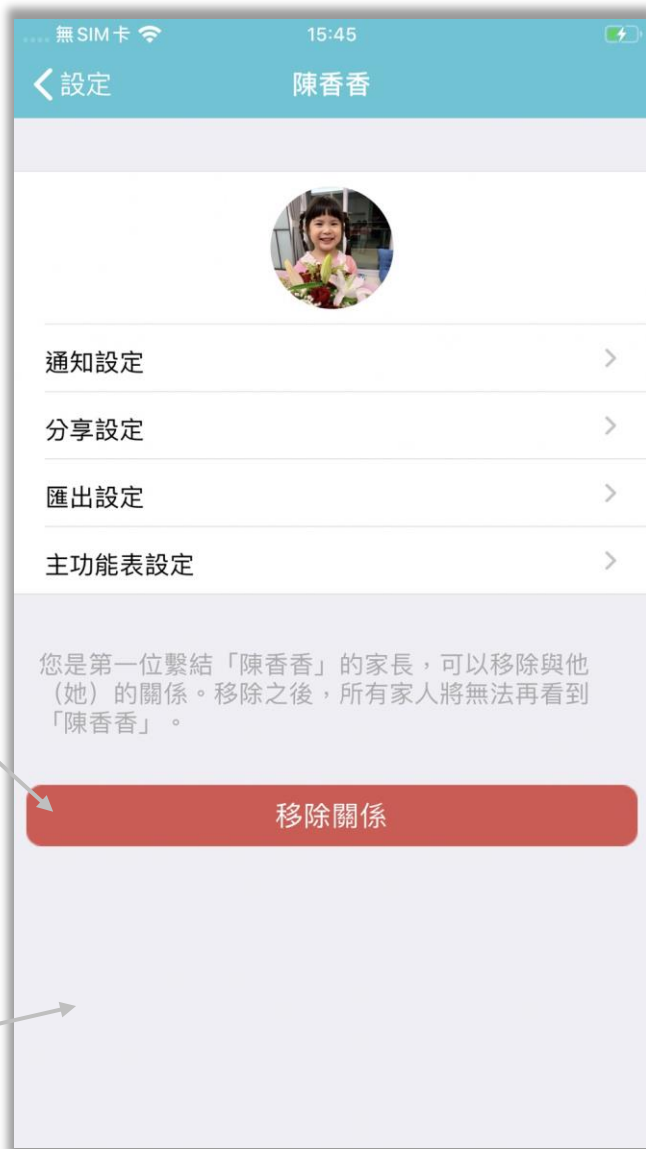 無SIM卡
15:45
設定
陳香香
通知設定
分享設定
匯出設定
主功能表設定
您是第一位繫結「陳香香」的家長,可以移除與他
(她)的關係。移除之後,所有家人將無法再看到
「陳香香」。
移除關係